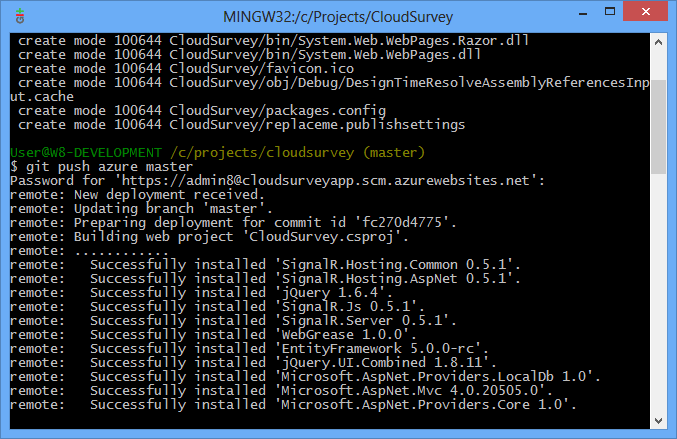 MINGW32:/c/Projects/CloudSurvey
create mode 100644 CloudSurvey/bin/System.Web.WebPages.Razor.dll
create mode 100644 CloudSurvey/bin/System.Web.WebPages.dll
create mode 100644 CloudSurvey/favicon.ico
create mode 100644 CloudSurvey/obj/Debug/DesignTimeResolveAssemblyReferencesInp
ut.cache
create mode 100644 CloudSurvey/packages.config
create mode 100644 CloudSurvey/replaceme.publishsettings
User@W8-DEVELOPMENT /c/projects/cloudsurvey (master)
$ git push azure master
Password for 'https://admin8@cloudsurveyapp.scm.azurewebsites.net':
remote: New deployment received.
remote: Updating branch 'master'.
remote: Preparing deployment for commit id 'fc270d4775'.
remote: Building web project 'CloudSurvey.csproj'.
remote: ............
remote:   Successfully installed 'SignalR.Hosting.Common 0.5.1'.
remote:   Successfully installed 'SignalR.Hosting.AspNet 0.5.1'.
remote:   Successfully installed 'jQuery 1.6.4'.
remote:   Successfully installed 'SignalR.Js 0.5.1'.
remote:   Successfully installed 'SignalR.Server 0.5.1'.
remote:   Successfully installed 'WebGrease 1.0.0'.
remote:   Successfully installed 'EntityFramework 5.0.0-rc'.
remote:   Successfully installed 'jQuery.UI.Combined 1.8.11'.
remote:   Successfully installed 'Microsoft.AspNet.Providers.LocalDb 1.0'.
remote:   Successfully installed 'Microsoft.AspNet.Mvc 4.0.20505.0'.
remote:   Successfully installed 'Microsoft.AspNet.Providers.Core 1.0'.